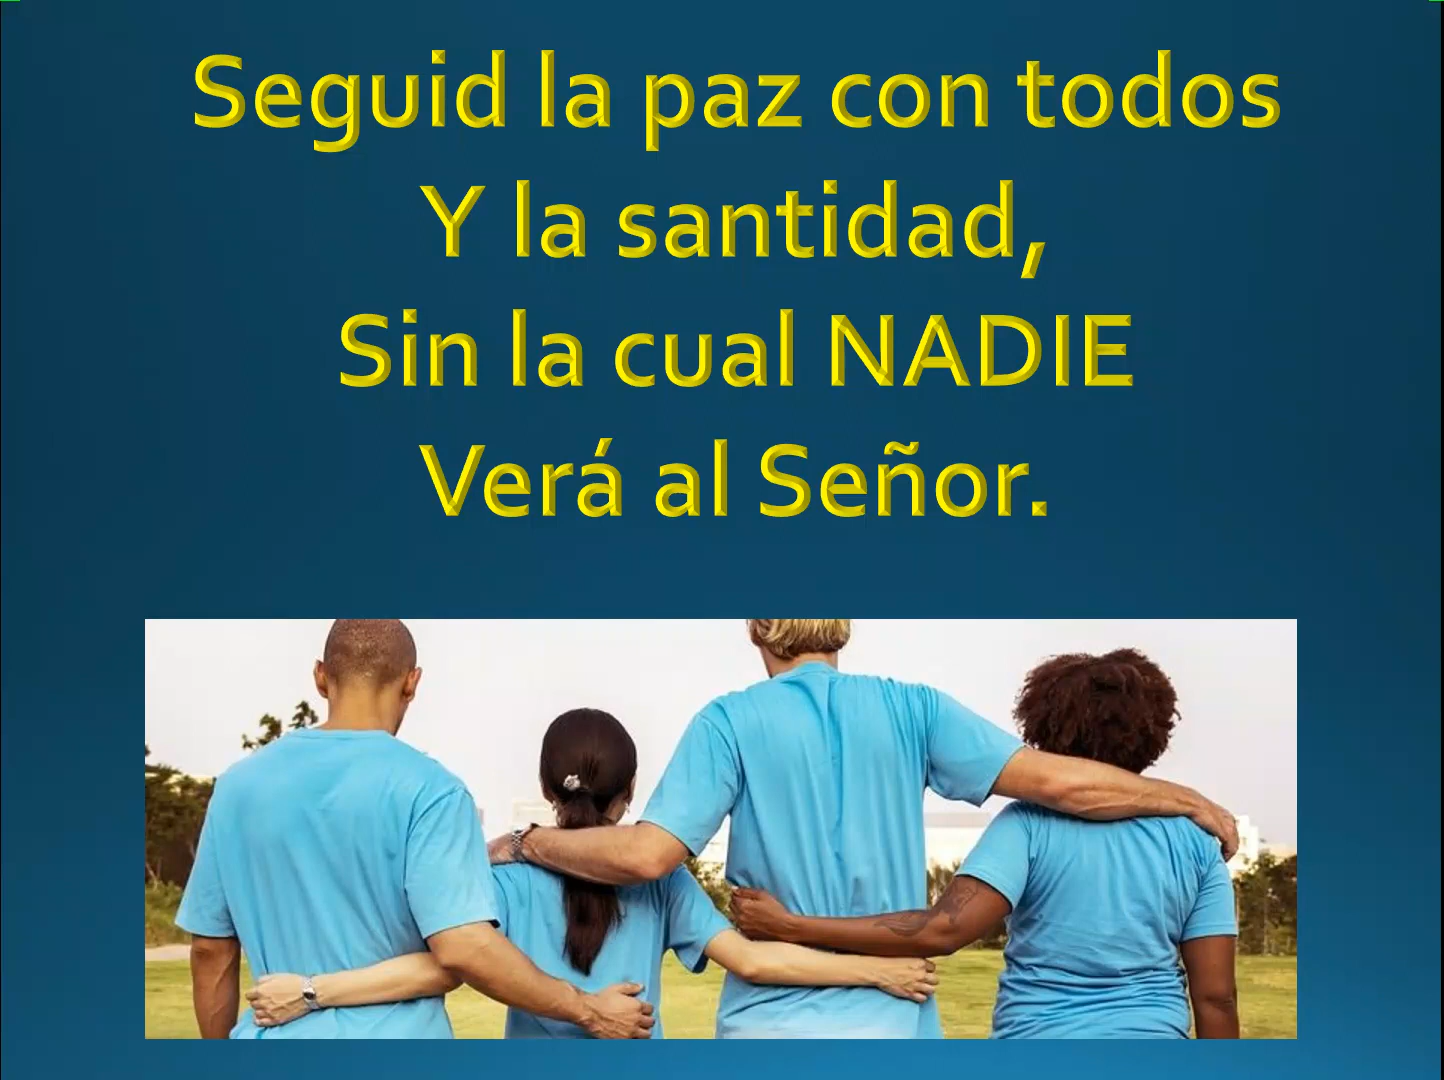 Seguid la paz con todos
Y la santidad,
Sin la cual NADIE
Verá al Señor.